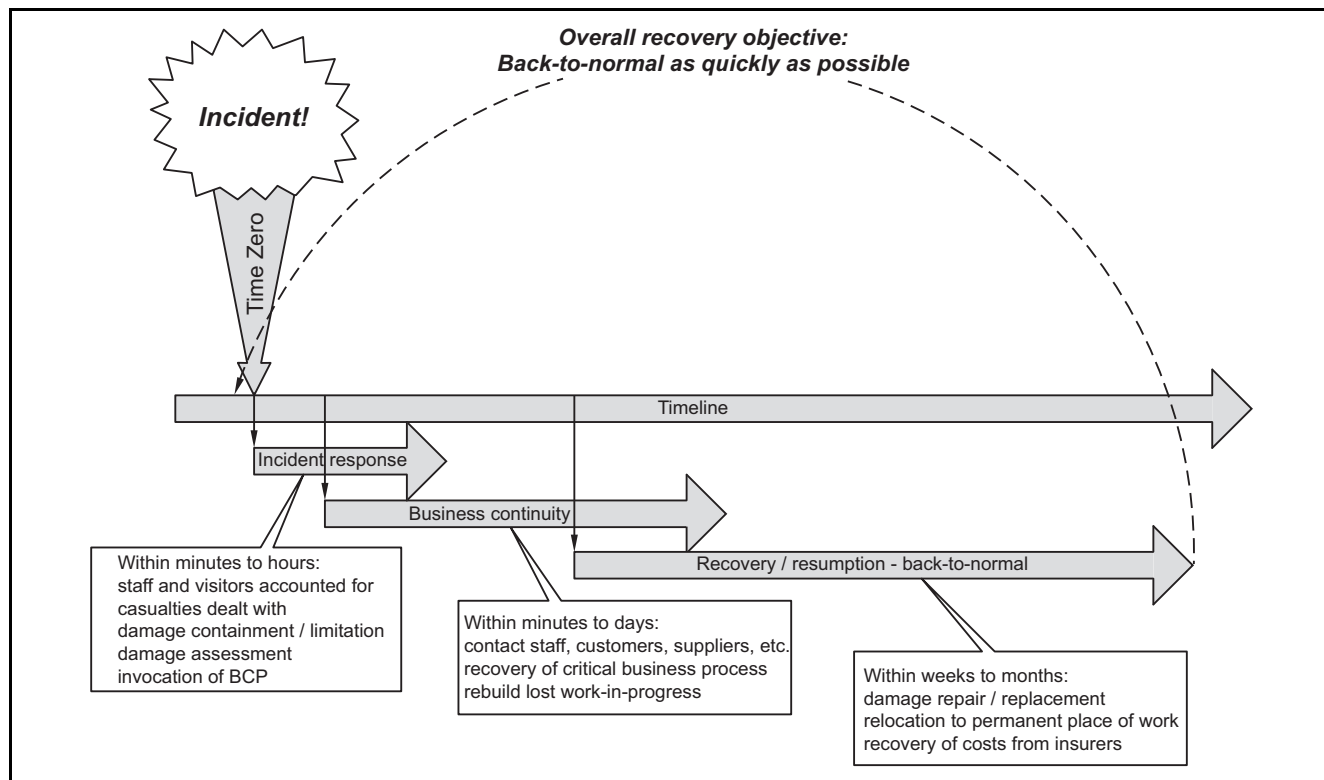 Overall recovery objective:
Back-to-normal as quickly as possible
Incident!
Time Zero
Timeline
Incident response
Business continuity
Recovery / resumption - back-to-normal
Within minutes to hours:
staff and visitors accounted for
casualties dealt with
damage containment / limitation
damage assessment
invocation of BCP
Within minutes to days:
contact staff, customers, suppliers, etc.
recovery of critical business process
rebuild lost work-in-progress
Within weeks to months:
damage repair / replacement
relocation to permanent place of work
recovery of costs from insurers